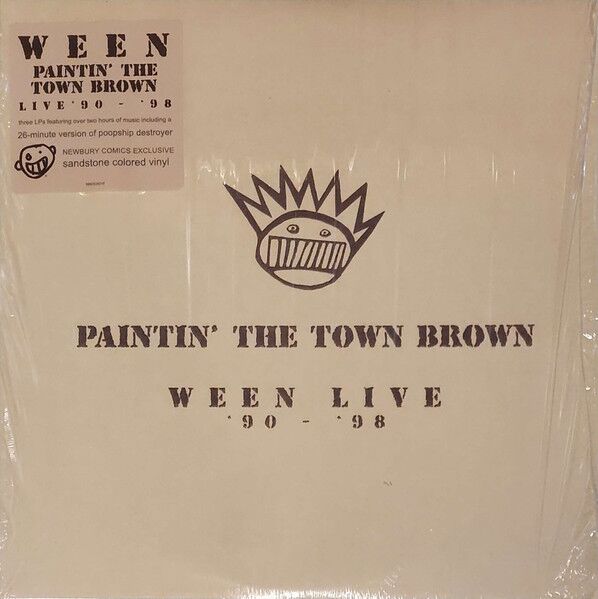 WEEN
PAINTIN' THE
TOWN BROWN
LIVE '90 - '98
three LPs featuring over two hours of music including a
26-minute version of poopship destroyer
NEWBURY COMICS EXCLUSIVE
sandstone colored vinyl
PAINTIN' THE TOWN BROWN
WEEN LIVE
'90 - '98